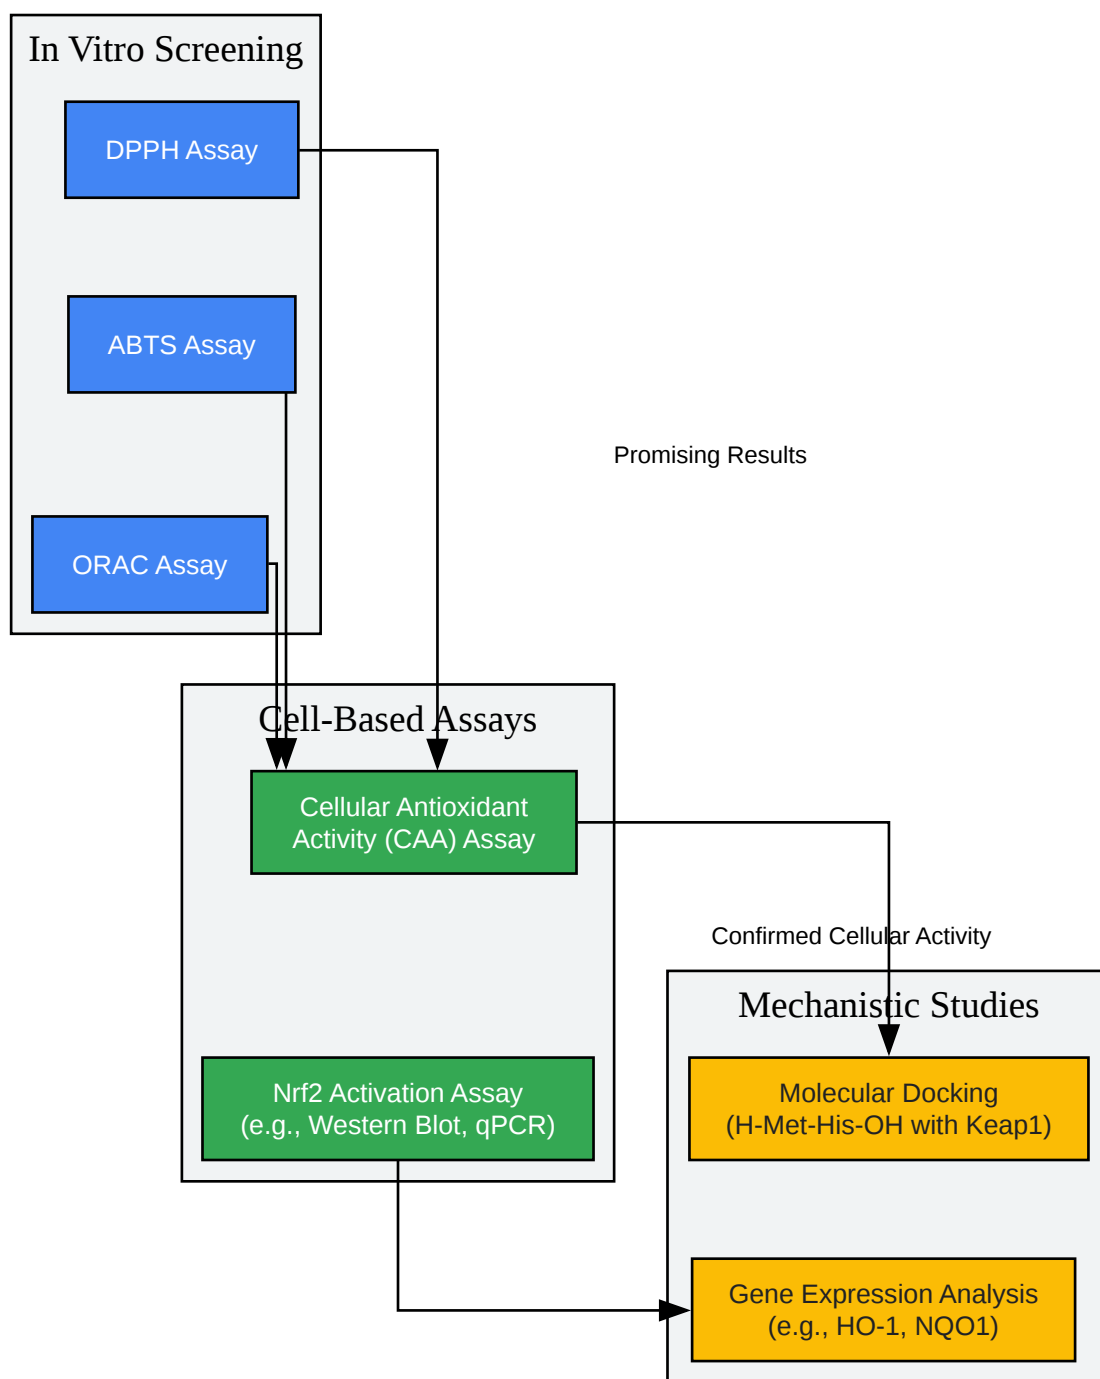 In Vitro Screening
DPPH Assay
ABTS Assay
Promising Results
ORAC Assay
Cell-Based Assays
Cellular Antioxidant
Activity (CAA) Assay
Confirmed Cellular Activity
Mechanistic Studies
Nrf2 Activation Assay
(e.g., Western Blot, qPCR)
Molecular Docking
(H-Met-His-OH with Keap1)
Gene Expression Analysis
(e.g., HO-1, NQO1)